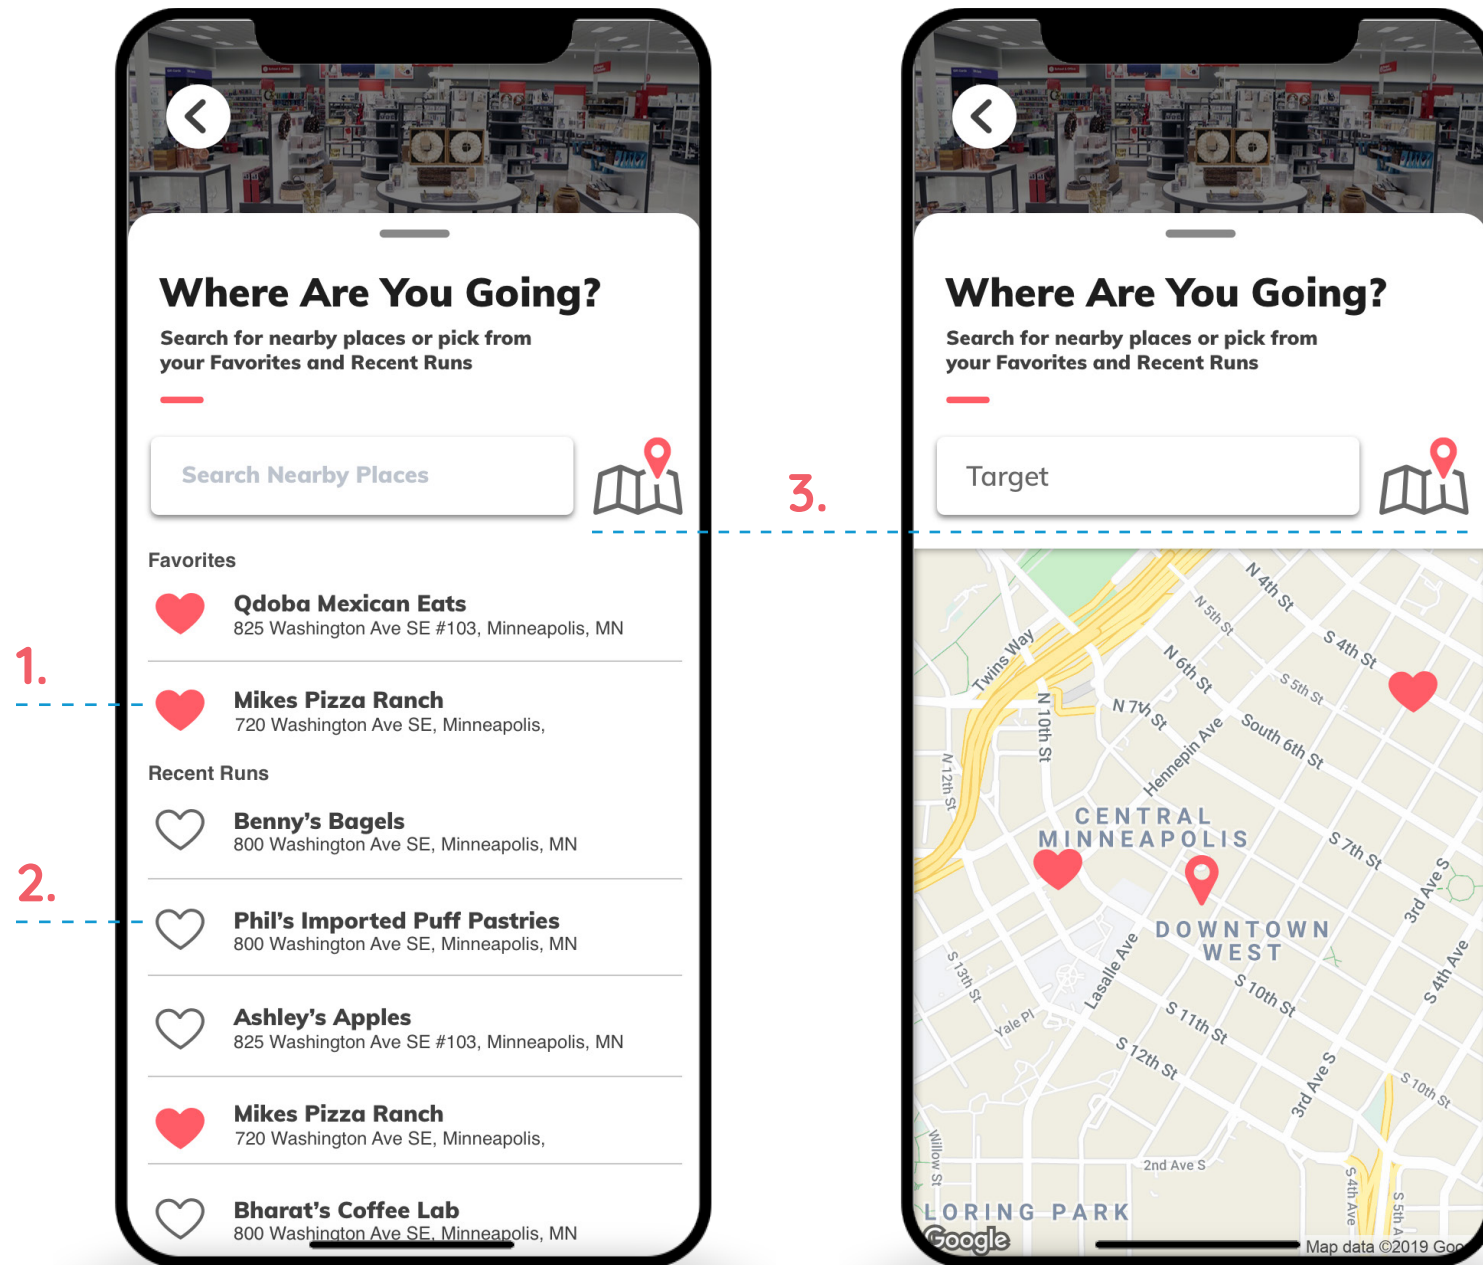 Where Are You Going?
Search for nearby places or pick from
your Favorites and Recent Runs
Search Nearby Places
Favorites
Qdoba Mexican Eats
825 Washington Ave SE #103, Minneapolis, MN
1.
Mikes Pizza Ranch
720 Washington Ave SE, Minneapolis,
Recent Runs
Benny’s Bagels
800 Washington Ave SE, Minneapolis, MN
2.
Phil’s Imported Puff Pastries
800 Washington Ave SE, Minneapolis, MN
Ashley’s Apples
825 Washington Ave SE #103, Minneapolis, MN
Mikes Pizza Ranch
720 Washington Ave SE, Minneapolis,
Bharat’s Coffee Lab
800 Washington Ave SE, Minneapolis, MN
3.
Where Are You Going?
Search for nearby places or pick from
your Favorites and Recent Runs
Target
N 4th St
N 5th St
S 4th St
Twins Way
N 6th St
S 5th St
N 10th St
N 7th St
Hennepin Ave
South 6th St
N 12th St
CENTRAL
MINNEAPOLIS
S 7th St
3rd Ave S
DOWNTOWN
WEST
Lasalle Ave
S 13th St
S 4th Ave
S 10th St
Yale Pl
S 11th St
S 12th St
3rd Ave S
S 10th St
Willow St
2nd Ave S
S 4th Ave
S 5th A
LORING PARK
Google
Map data ©2019 Goo